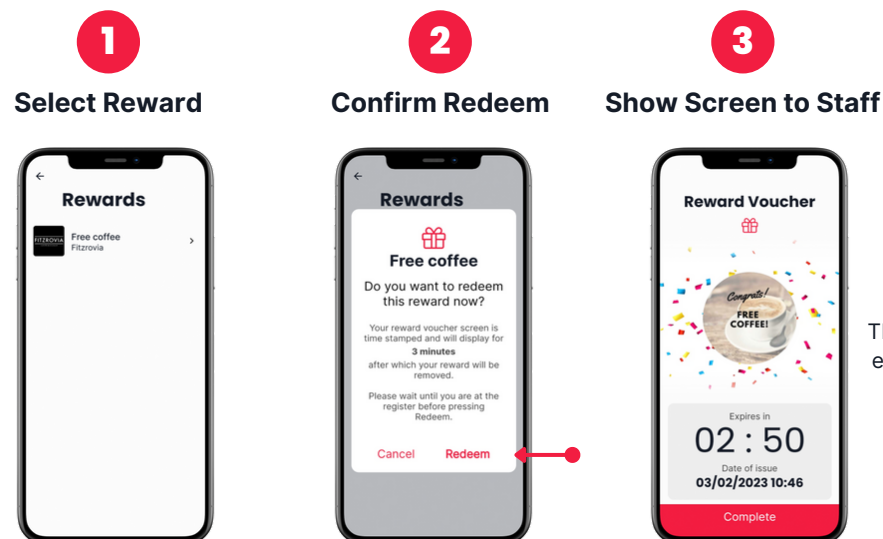 1
Select Reward
Rewards
FITZROVIA
Free coffee
Fitzrovia
2
Confirm Redeem
Rewards
Free coffee
Do you want to redeem
this reward now?
Your reward voucher screen is
time stamped and will display for
3 minutes
after which your reward will be
removed.
Please wait until you are at the
register before pressing
Redeem.
Cancel Redeem
3
Show Screen to Staff
Reward Voucher
Congrats!
FREE
COFFEE!
Expires in
02 : 50
Date of issue
03/02/2023 10:46
Complete